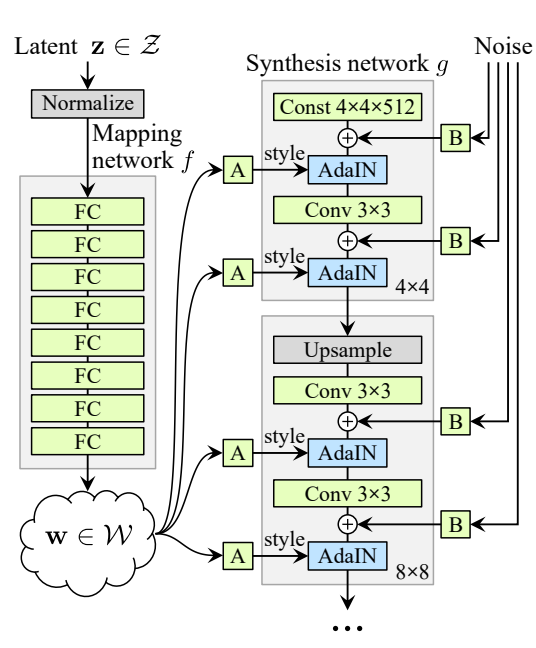 Latent z ∈ 𝒵
Normalize
Mapping
network f
FC
FC
FC
FC
FC
FC
FC
FC
w ∈ 𝒲
A
A
A
A
style
style
style
style
Synthesis network g
Const 4×4×512
AdaIN
Conv 3×3
AdaIN
4×4
Upsample
Conv 3×3
AdaIN
Conv 3×3
AdaIN
8×8
...
Noise
B
B
B
B